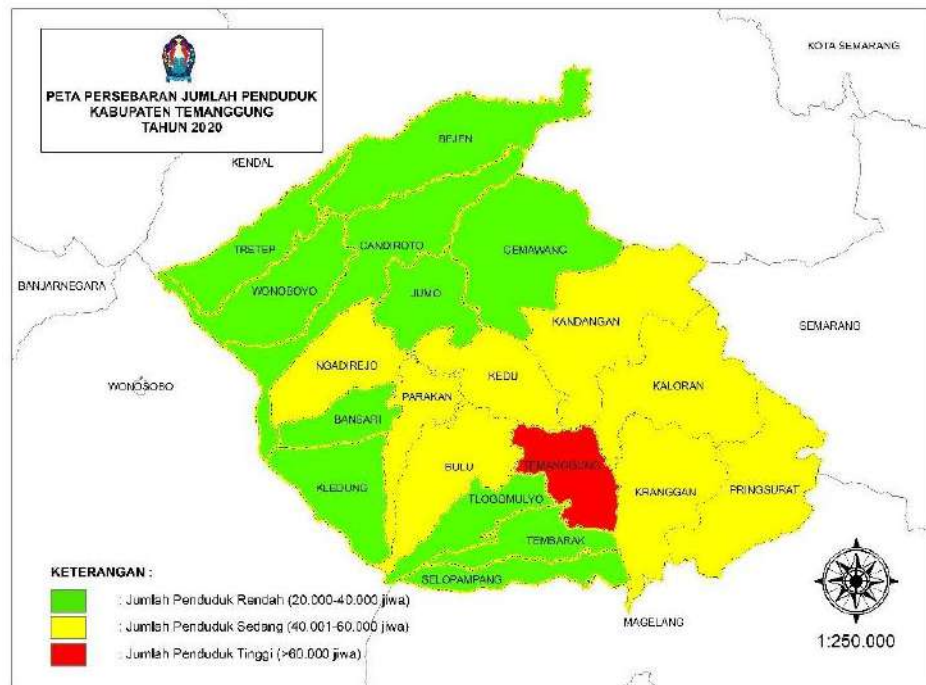 PETA PERSEBARAN JUMLAH PENDUDUK
KABUPATEN TEMANGGUNG
TAHUN 2020
KOTA SEMARANG
KENDAL
BEJEN
TRETEP
CANDIROTO
GEMAWANG
WONOBOYO
JUMO
BANJARNEGARA
KANDANGAN
SEMARANG
WONOSOBO
NGADIREJO
KEDU
KALORAN
PARAKAN
BANSARI
BULU
TEMANGGUNG
KLEDUNG
KRANGGAN
PRINGSURAT
TLOGOMULYO
TEMBARAK
SELOPAMPANG
MAGELANG
KETERANGAN :
: Jumlah Penduduk Rendah (20.000-40.000 jiwa)
: Jumlah Penduduk Sedang (40.001-60.000 jiwa)
: Jumlah Penduduk Tinggi (>60.000 jiwa)
1:250.000